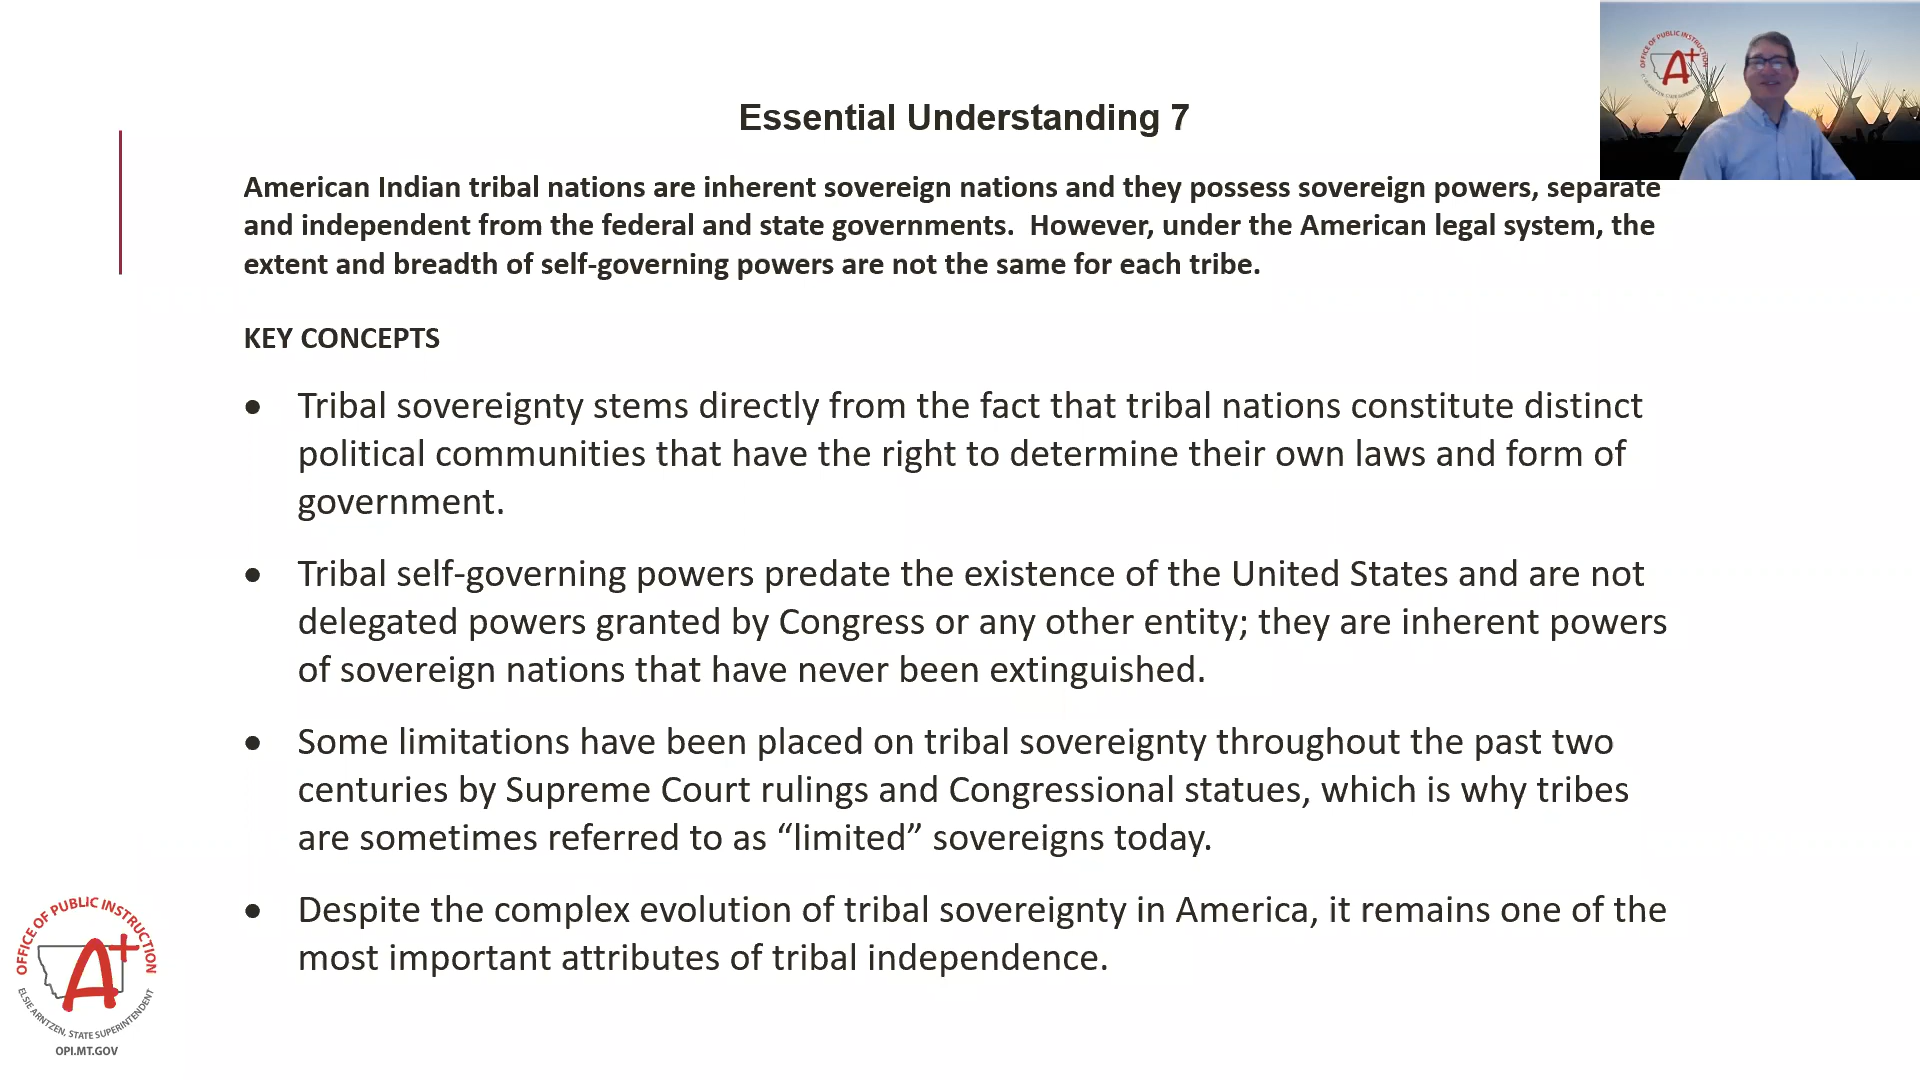 Essential Understanding 7
American Indian tribal nations are inherent sovereign nations and they possess sovereign powers, separate
and independent from the federal and state governments.  However, under the American legal system, the
extent and breadth of self-governing powers are not the same for each tribe.
KEY CONCEPTS
• Tribal sovereignty stems directly from the fact that tribal nations constitute distinct
political communities that have the right to determine their own laws and form of
government.
• Tribal self-governing powers predate the existence of the United States and are not
delegated powers granted by Congress or any other entity; they are inherent powers
of sovereign nations that have never been extinguished.
• Some limitations have been placed on tribal sovereignty throughout the past two
centuries by Supreme Court rulings and Congressional statues, which is why tribes
are sometimes referred to as “limited” sovereigns today.
• Despite the complex evolution of tribal sovereignty in America, it remains one of the
most important attributes of tribal independence.
OFFICE OF PUBLIC INSTRUCTION
A+
ELSIE ARNTZEN, STATE SUPERINTENDENT
OPI.MT.GOV
OFFICE OF PUBLIC INSTRUCTION
A+